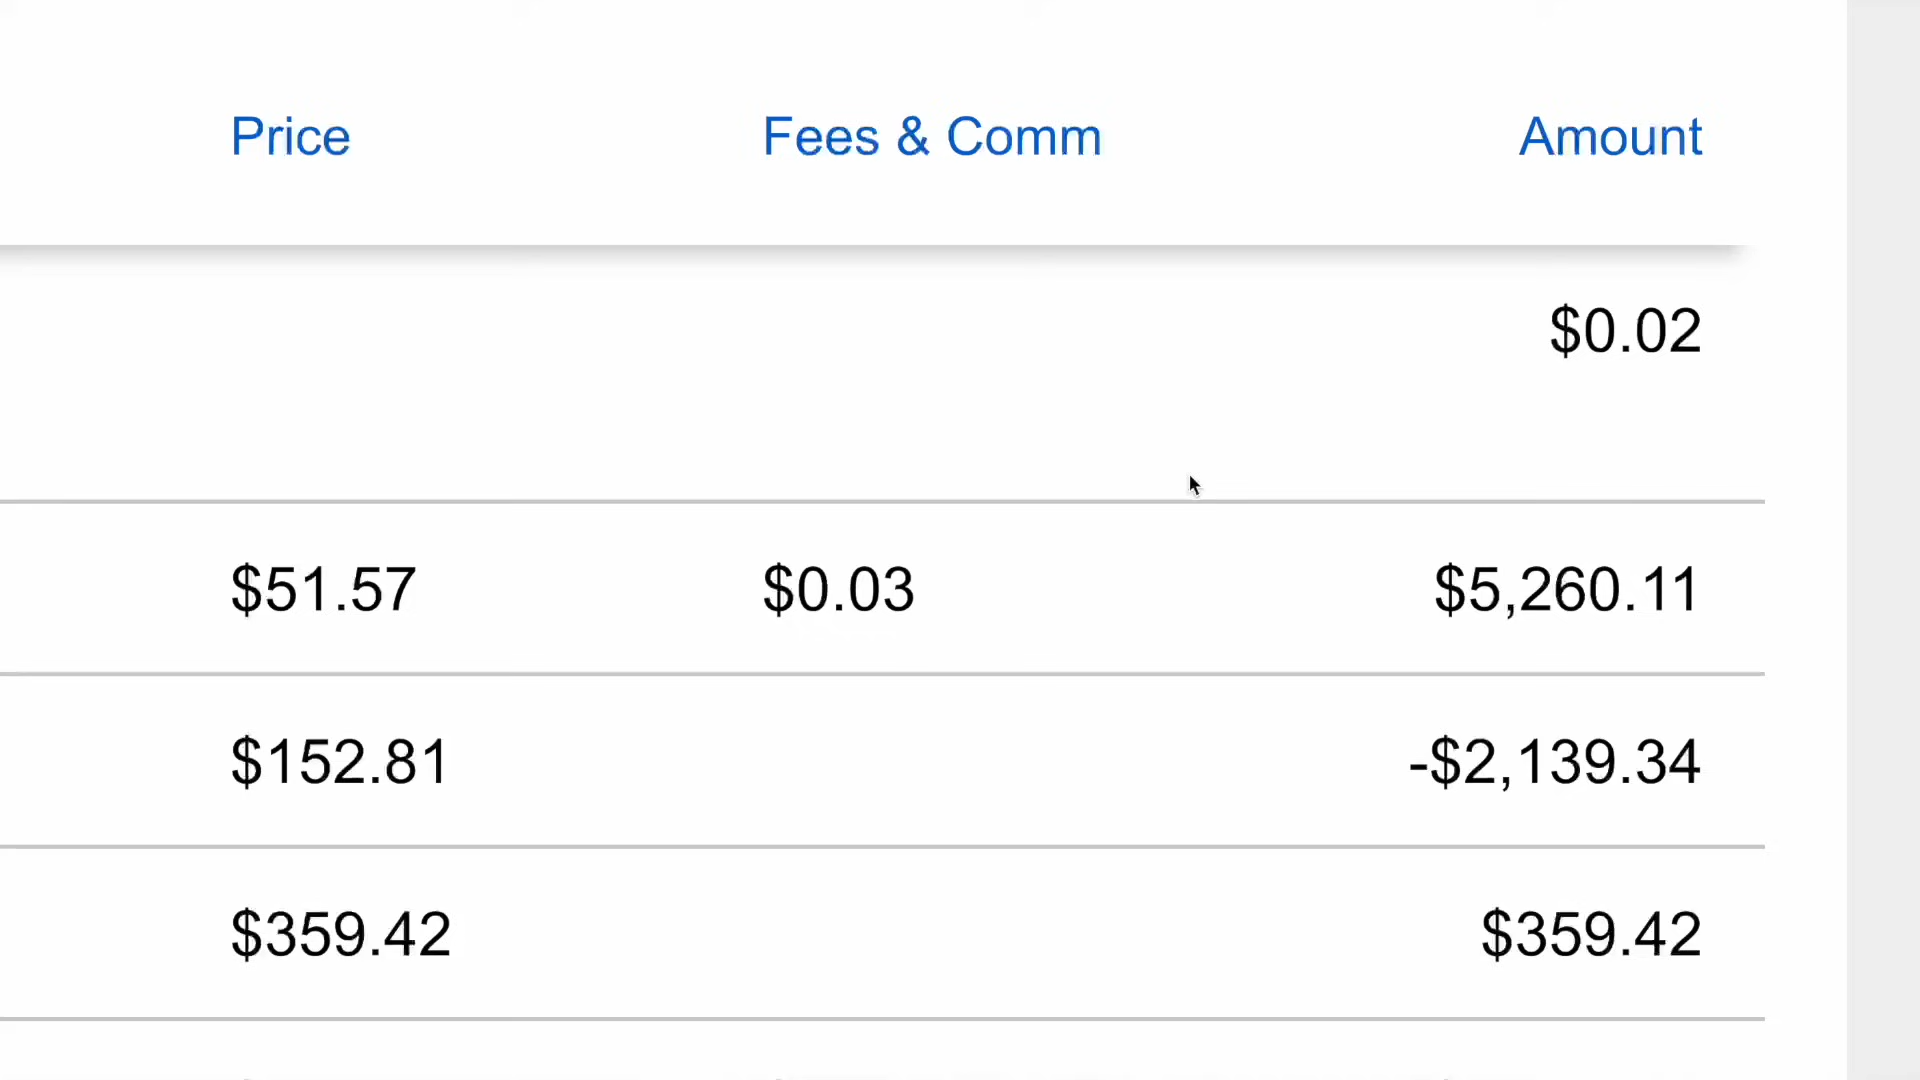 Price Fees & Comm Amount
$0.02
$51.57 $0.03 $5,260.11
$152.81 -$2,139.34
$359.42 $359.42